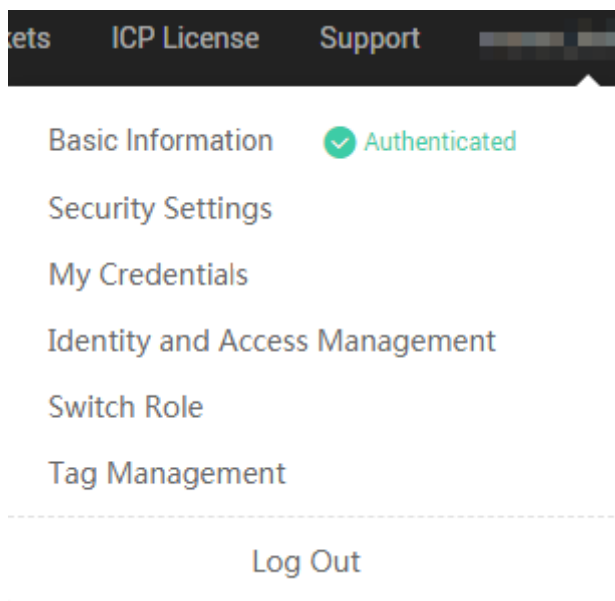 ICP License Support
Basic Information Authenticated
Security Settings
My Credentials
Identity and Access Management
Switch Role
Tag Management
Log Out